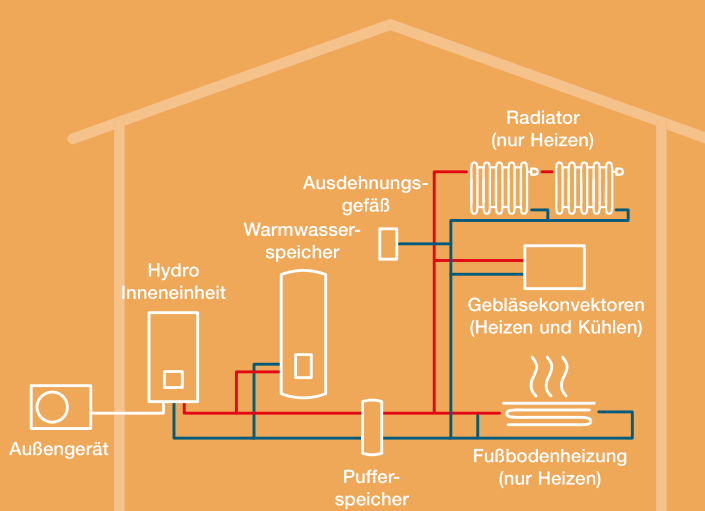 Radiator
(nur Heizen)
Ausdehnungs-
gefäß
Warmwasser-
speicher
Hydro
Inneneinheit
Gebläsekonvektoren
(Heizen und Kühlen)
Außengerät
Fußbodenheizung
(nur Heizen)
Puffer-
speicher